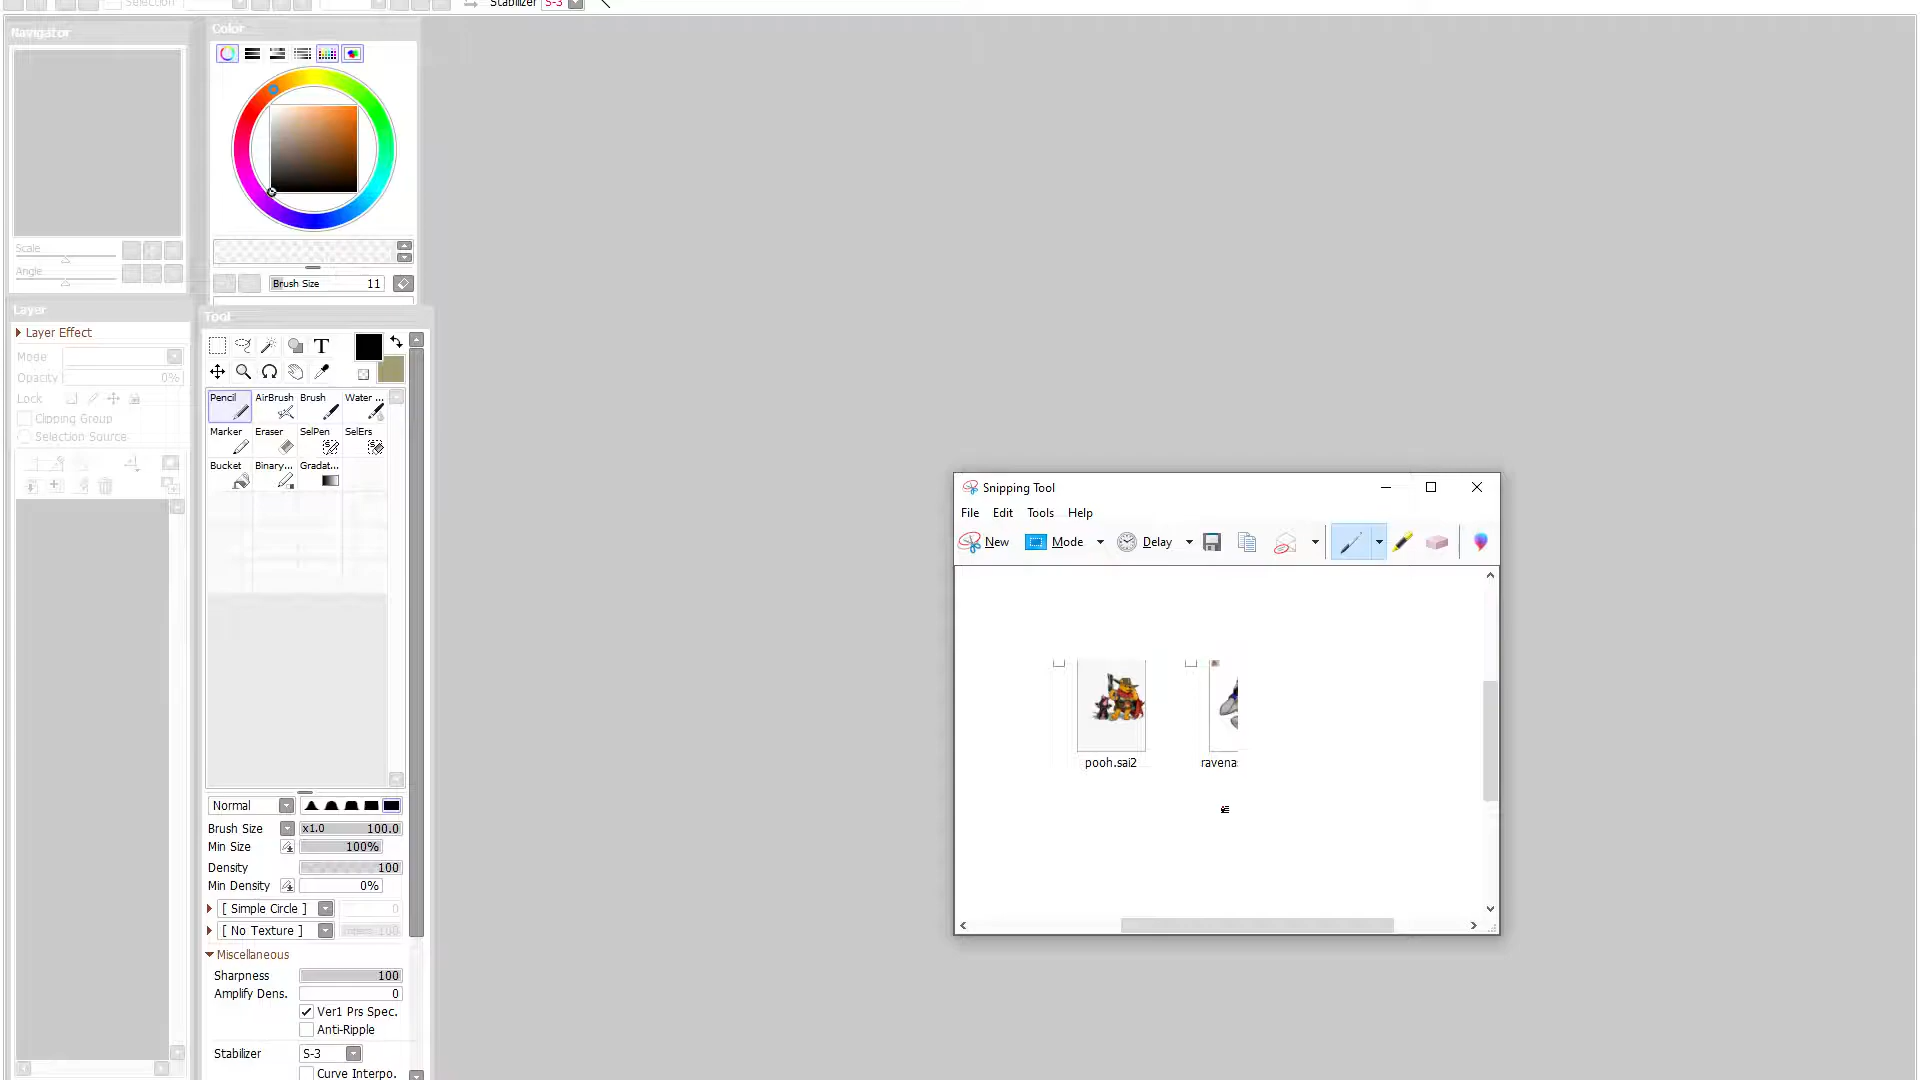 Selection
Stabilizer S-3
Navigator
Color
Scale
Angle
Brush Size 11
Layer
Tool
Layer Effect
Mode
Opacity 0%
Lock
Clipping Group
Selection Source
T
Pencil AirBrush Brush Water ...
Marker Eraser SelPen SelErs
Bucket Binary... Gradat...
Normal
Brush Size x1.0 100.0
Min Size 100%
Density 100
Min Density 0%
[ Simple Circle ] 0
[ No Texture ] 100
Miscellaneous
Sharpness 100
Amplify Dens. 0
Ver1 Prs Spec.
Anti-Ripple
Stabilizer S-3
Curve Interpo.
Snipping Tool
File Edit Tools Help
New Mode Delay
pooh.sai2 ravena